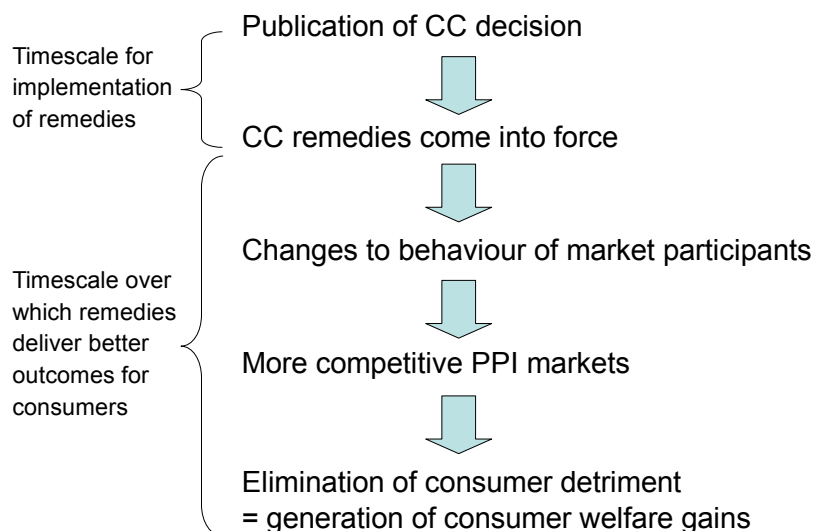 Publication of CC decision
Timescale for
implementation
of remedies
CC remedies come into force
Changes to behaviour of market participants
Timescale over
which remedies
deliver better
outcomes for
consumers
More competitive PPI markets
Elimination of consumer detriment
= generation of consumer welfare gains